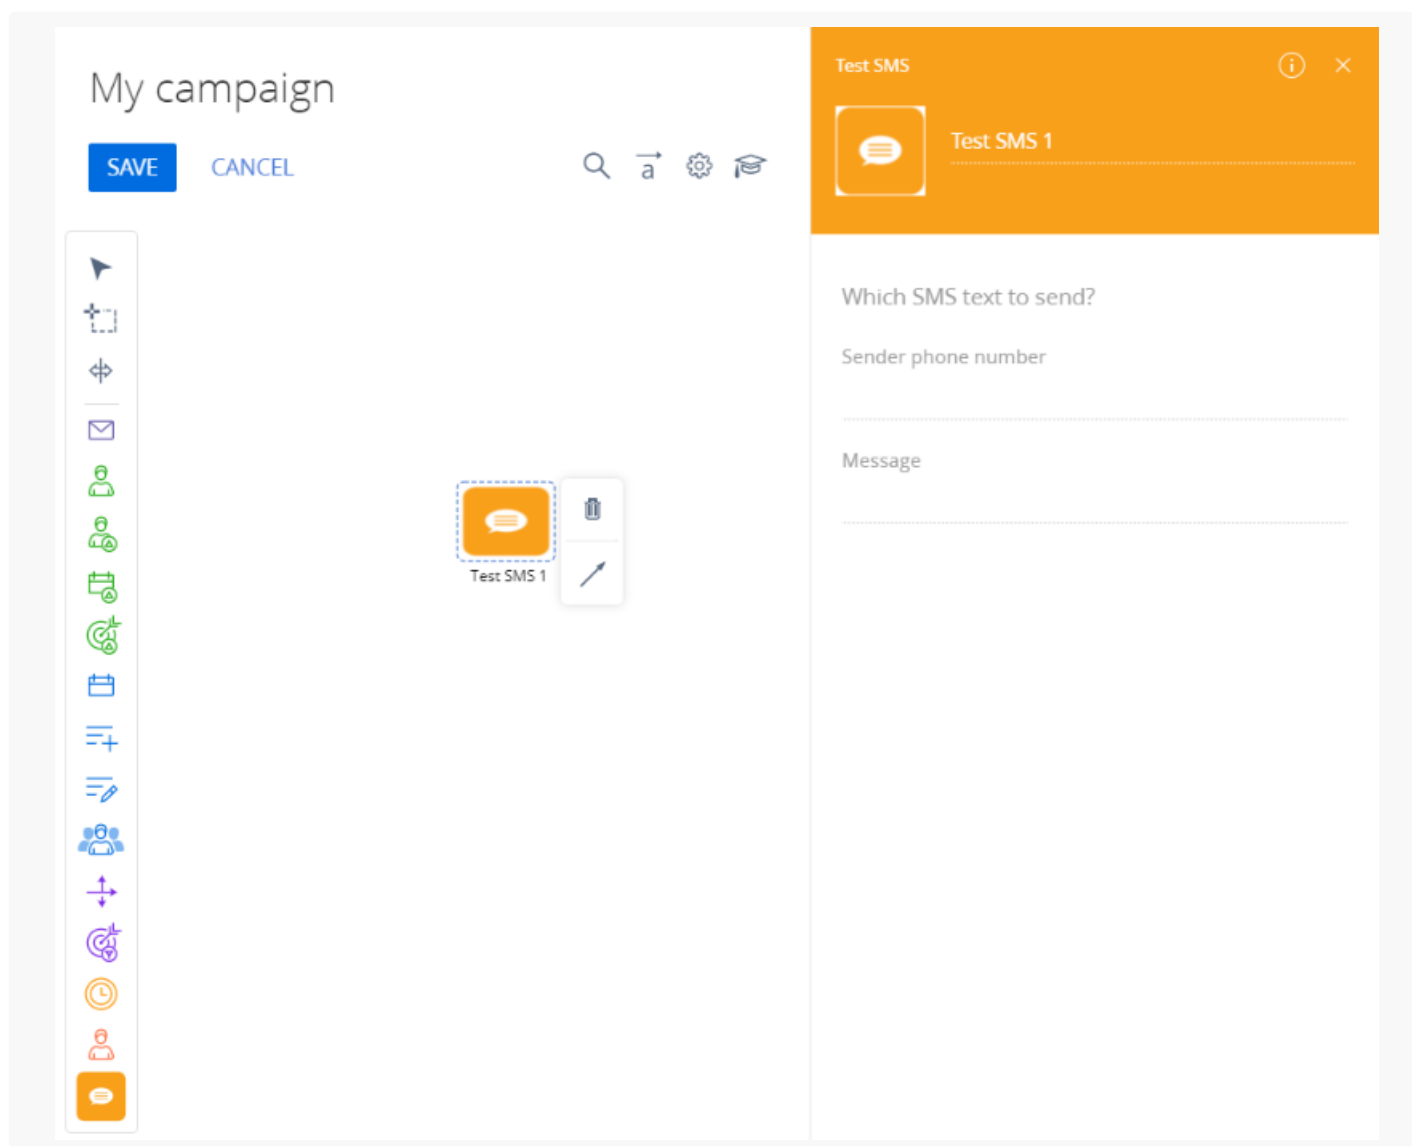 My campaign
SAVE CANCEL
a
Test SMS 1
Test SMS
Test SMS 1
Which SMS text to send?
Sender phone number
Message